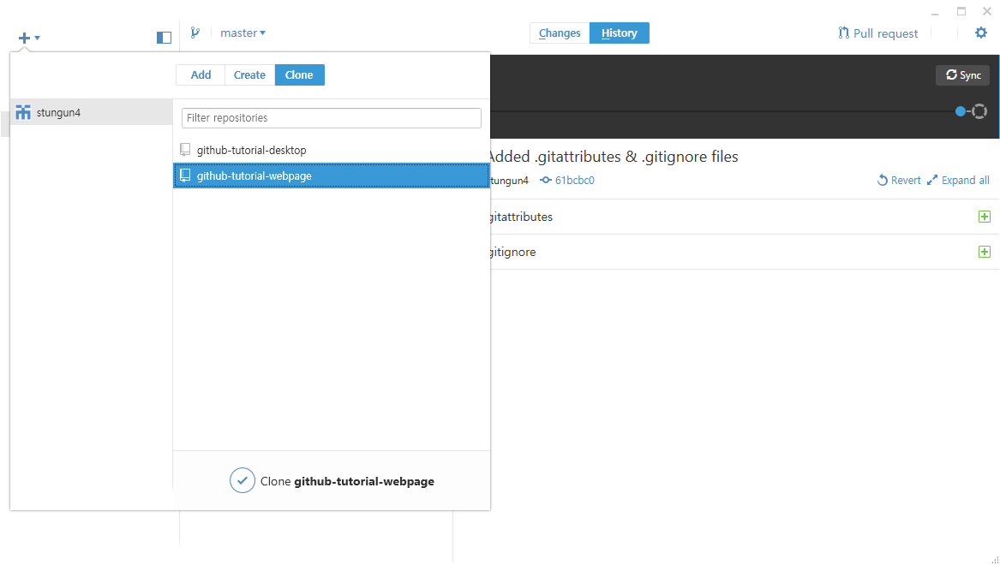 master
Changes
History
Pull request
Add
Create
Clone
Sync
stungun4
Filter repositories
github-tutorial-desktop
github-tutorial-webpage
Added .gitattributes & .gitignore files
tungun4
61bcbc0
Revert
Expand all
gitattributes
gitignore
Clone github-tutorial-webpage